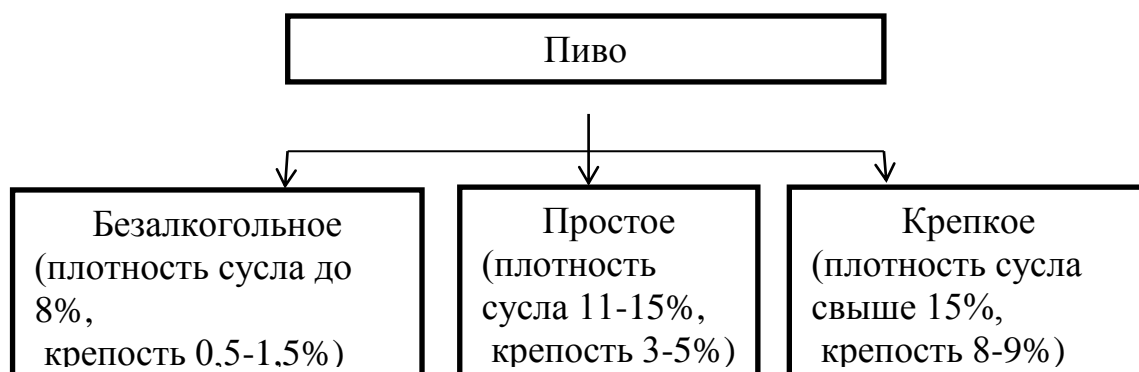 Пиво
Безалкогольное
(плотность сусла до
8%,
крепость 0,5-1,5%)
Простое
(плотность
сусла 11-15%,
крепость 3-5%)
Крепкое
(плотность сусла
свыше 15%,
крепость 8-9%)